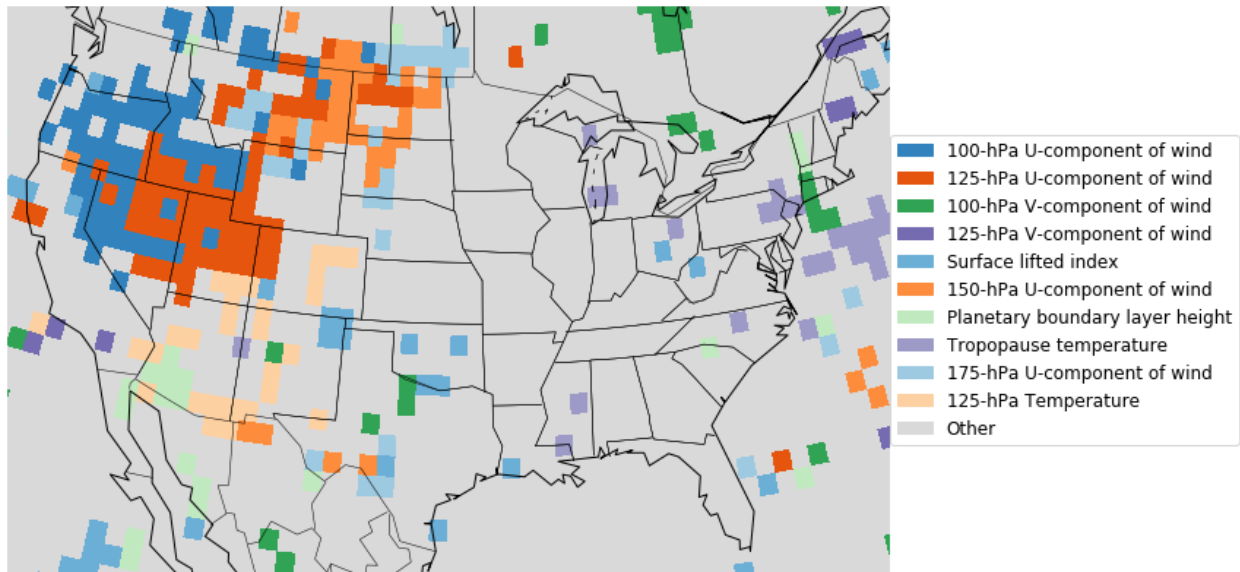 100-hPa U-component of wind
125-hPa U-component of wind
100-hPa V-component of wind
125-hPa V-component of wind
Surface lifted index
150-hPa U-component of wind
Planetary boundary layer height
Tropopause temperature
175-hPa U-component of wind
125-hPa Temperature
Other